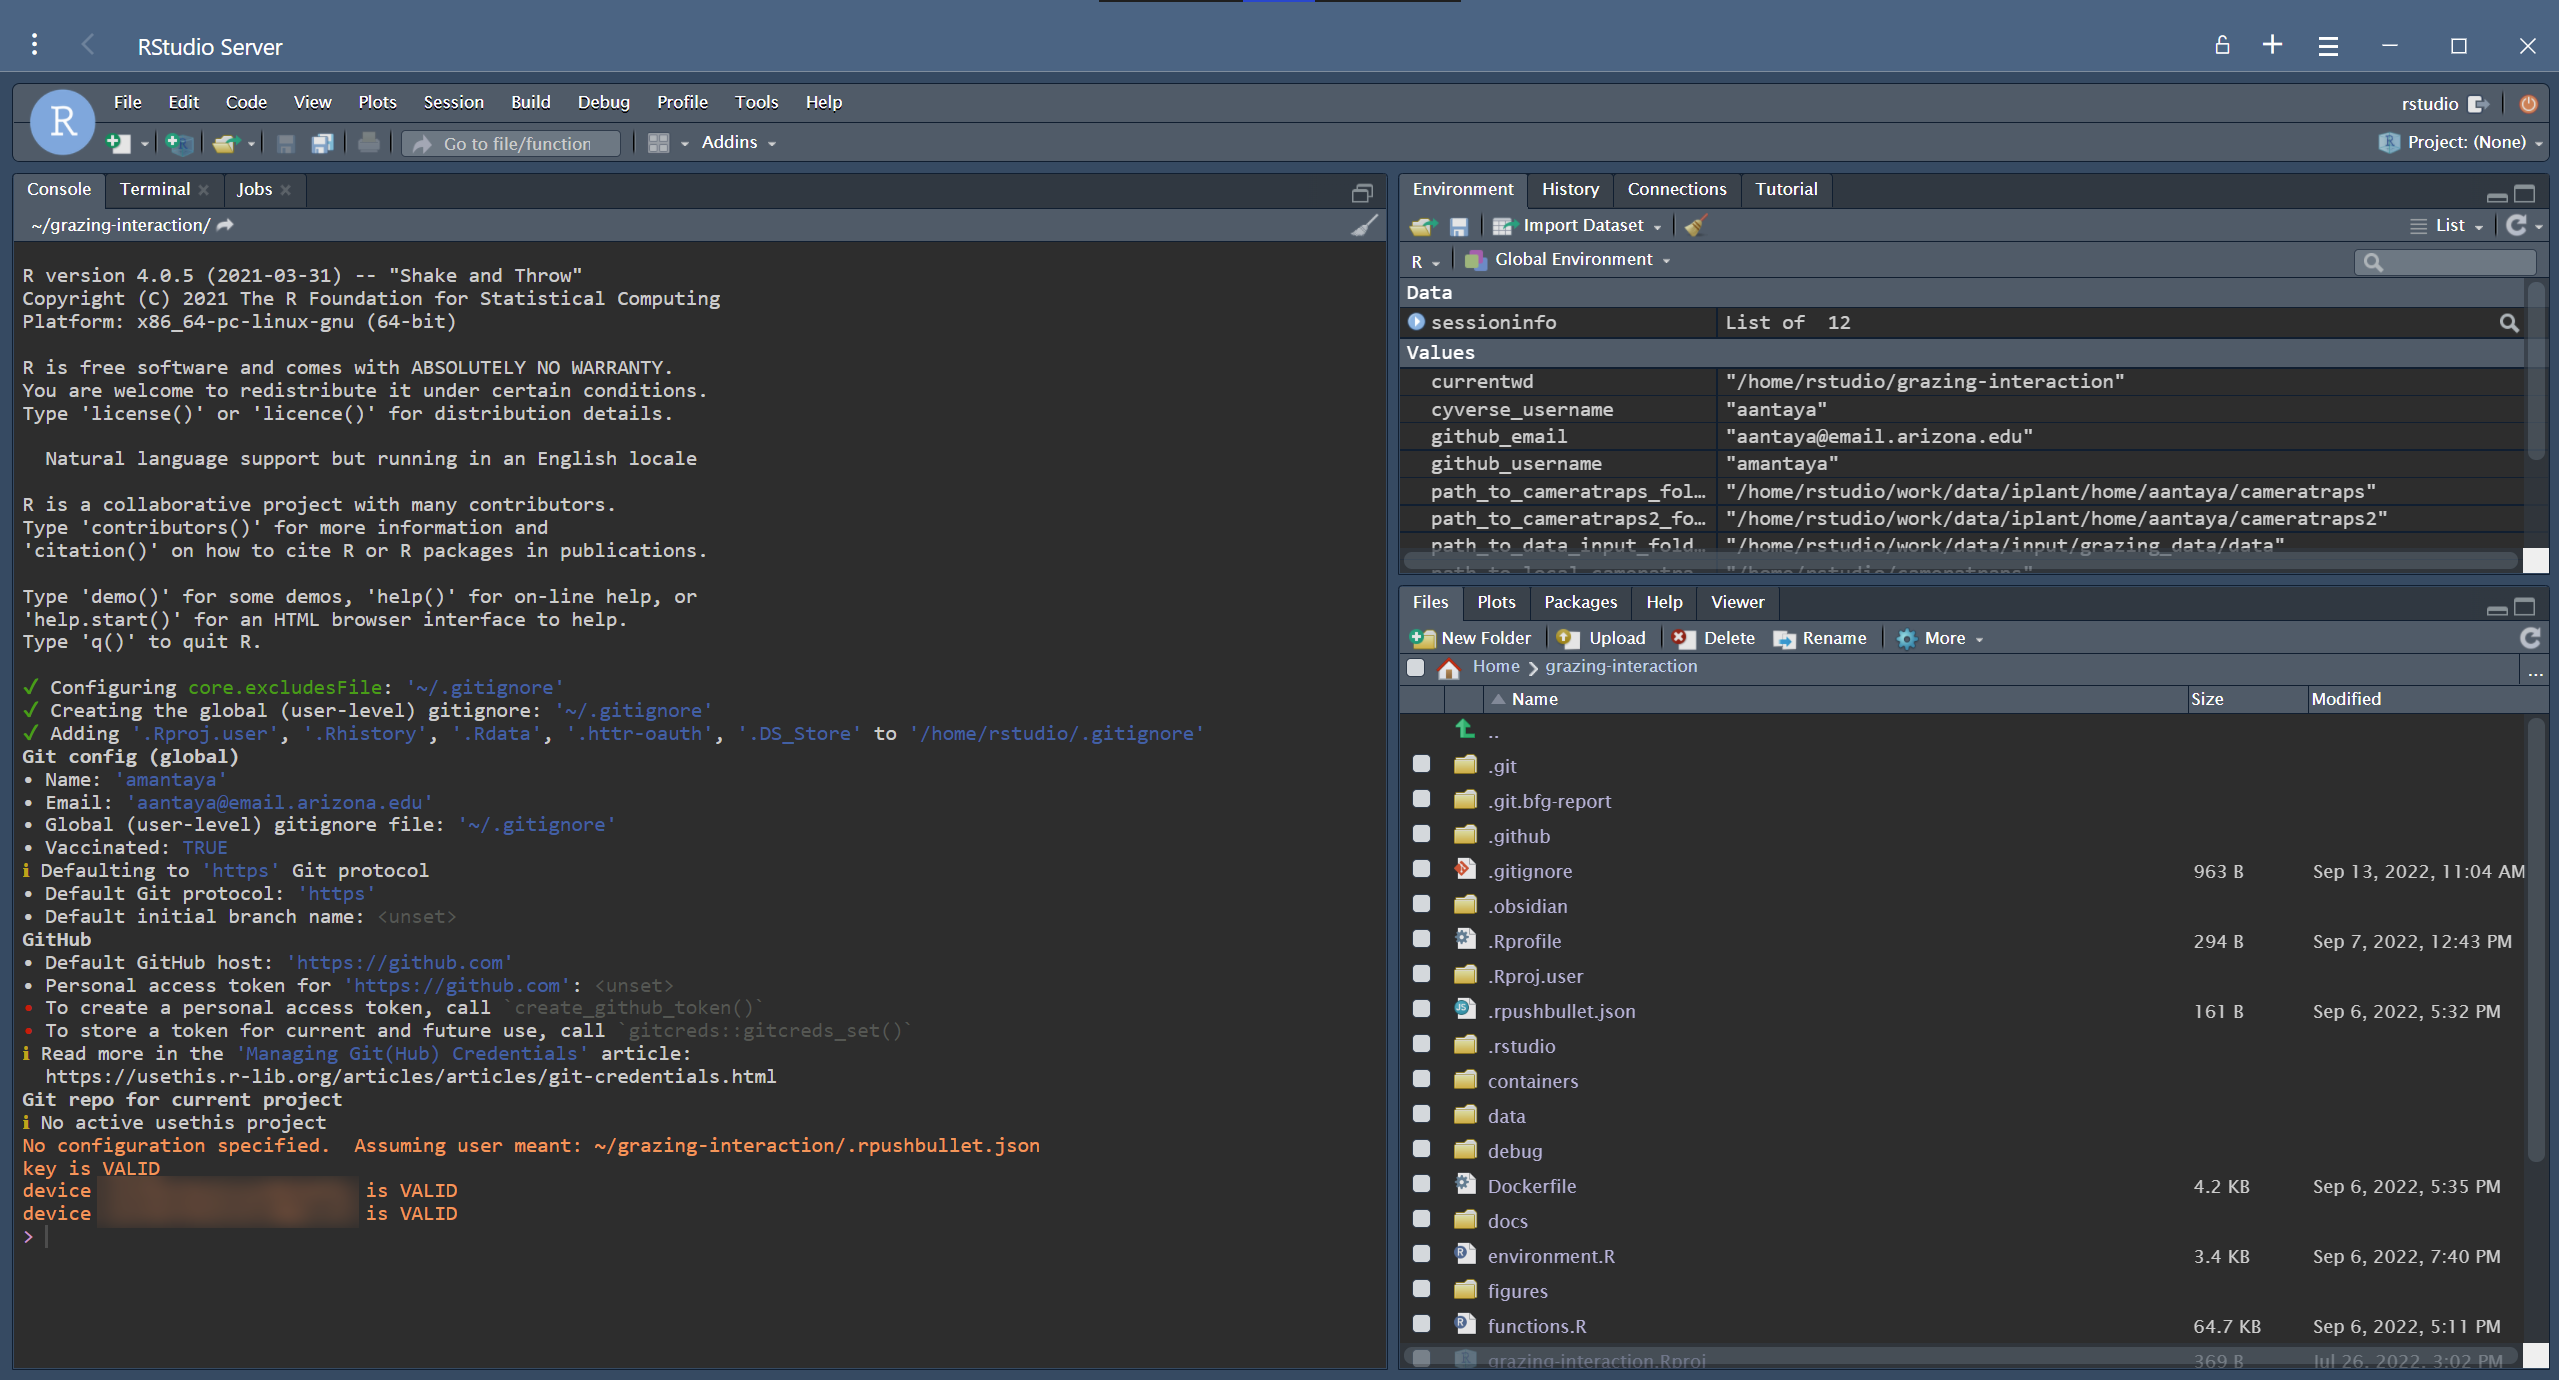 RStudio Server
File Edit Code View Plots Session Build Debug Profile Tools Help
rstudio
R
Go to file/function
Addins
Project: (None)
Console Terminal Jobs
~/grazing-interaction/
R version 4.0.5 (2021-03-31) -- "Shake and Throw"
Copyright (C) 2021 The R Foundation for Statistical Computing
Platform: x86_64-pc-linux-gnu (64-bit)
R is free software and comes with ABSOLUTELY NO WARRANTY.
You are welcome to redistribute it under certain conditions.
Type 'license()' or 'licence()' for distribution details.
Natural language support but running in an English locale
R is a collaborative project with many contributors.
Type 'contributors()' for more information and
'citation()' on how to cite R or R packages in publications.
Type 'demo()' for some demos, 'help()' for on-line help, or
'help.start()' for an HTML browser interface to help.
Type 'q()' to quit R.
✓ Configuring core.excludesFile: '~/.gitignore'
✓ Creating the global (user-level) gitignore: '~/.gitignore'
✓ Adding '.Rproj.user', '.Rhistory', '.Rdata', '.httr-oauth', '.DS_Store' to '/home/rstudio/.gitignore'
Git config (global)
• Name: 'amantaya'
• Email: 'aantaya@email.arizona.edu'
• Global (user-level) gitignore file: '~/.gitignore'
• Vaccinated: TRUE
ℹ Defaulting to 'https' Git protocol
• Default Git protocol: 'https'
• Default initial branch name: <unset>
GitHub
• Default GitHub host: 'https://github.com'
• Personal access token for 'https://github.com': <unset>
• To create a personal access token, call `create_github_token()`
• To store a token for current and future use, call `gitcreds::gitcreds_set()`
ℹ Read more in the 'Managing Git(Hub) Credentials' article:
https://usethis.r-lib.org/articles/articles/git-credentials.html
Git repo for current project
ℹ No active usethis project
No configuration specified.  Assuming user meant: ~/grazing-interaction/.rpushbullet.json
key is VALID
device is VALID
device is VALID
>
Environment History Connections Tutorial
Import Dataset
List
R Global Environment
Data
sessioninfo List of  12
Values
currentwd "/home/rstudio/grazing-interaction"
cyverse_username "aantaya"
github_email "aantaya@email.arizona.edu"
github_username "amantaya"
path_to_cameratraps_fol… "/home/rstudio/work/data/iplant/home/aantaya/cameratraps"
path_to_cameratraps2_fo… "/home/rstudio/work/data/iplant/home/aantaya/cameratraps2"
path_to_data_input_fold… "/home/rstudio/work/data/input/grazing_data/data"
Files Plots Packages Help Viewer
New Folder Upload Delete Rename More
Home grazing-interaction ...
Name Size Modified
..
.git
.git.bfg-report
.github
.gitignore 963 B Sep 13, 2022, 11:04 AM
.obsidian
.Rprofile 294 B Sep 7, 2022, 12:43 PM
.Rproj.user
.rpushbullet.json 161 B Sep 6, 2022, 5:32 PM
.rstudio
containers
data
debug
Dockerfile 4.2 KB Sep 6, 2022, 5:35 PM
docs
environment.R 3.4 KB Sep 6, 2022, 7:40 PM
figures
functions.R 64.7 KB Sep 6, 2022, 5:11 PM
grazing-interaction.Rproj 369 B Jul 26, 2022, 3:02 PM